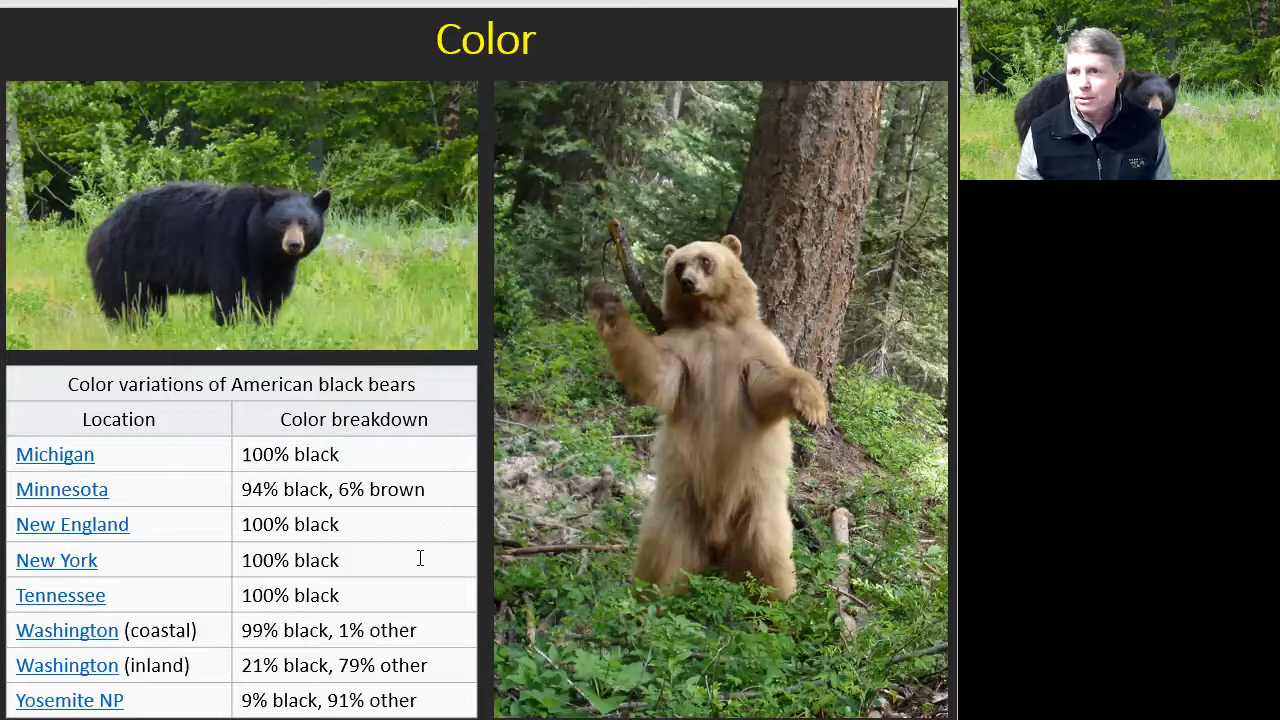 Color
Color variations of American black bears
Location Color breakdown
Michigan 100% black
Minnesota 94% black, 6% brown
New England 100% black
New York 100% black
Tennessee 100% black
Washington (coastal) 99% black, 1% other
Washington (inland) 21% black, 79% other
Yosemite NP 9% black, 91% other